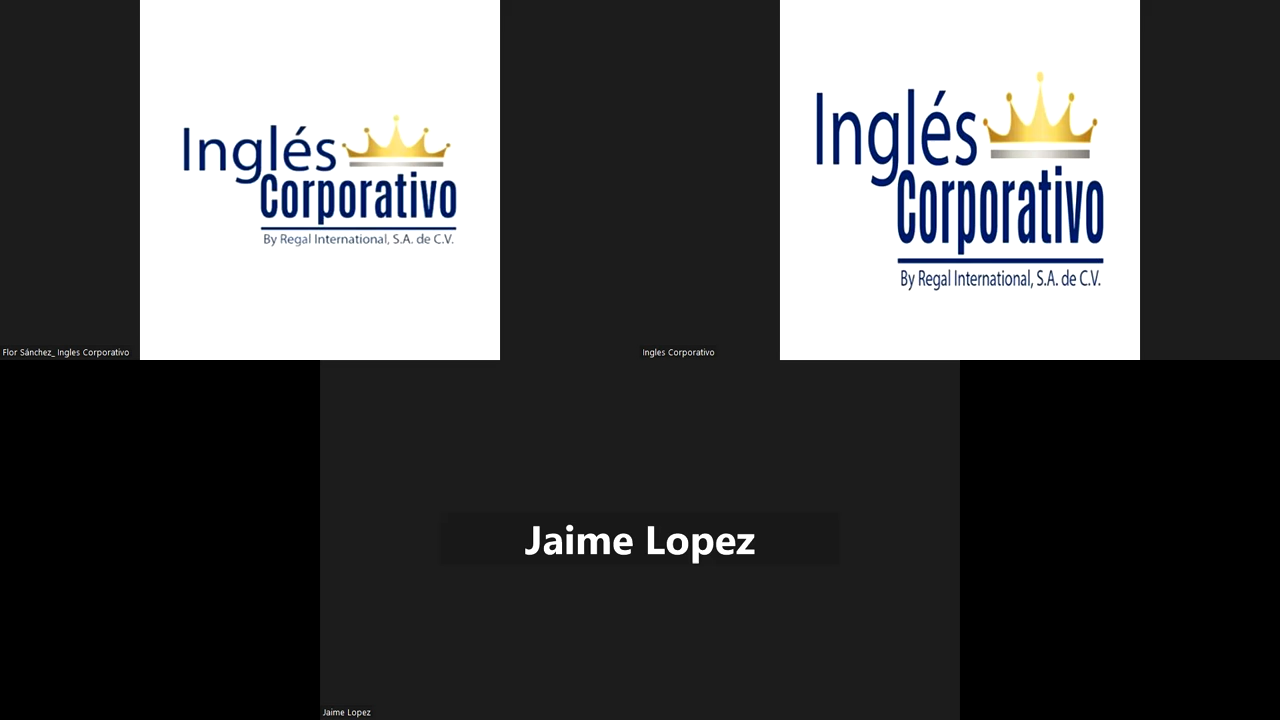 Inglés
Corporativo
By Regal International, S.A. de C.V.
Flor Sánchez_ Ingles Corporativo
Inglés
Corporativo
By Regal International, S.A. de C.V.
Ingles Corporativo
Jaime Lopez
Jaime Lopez